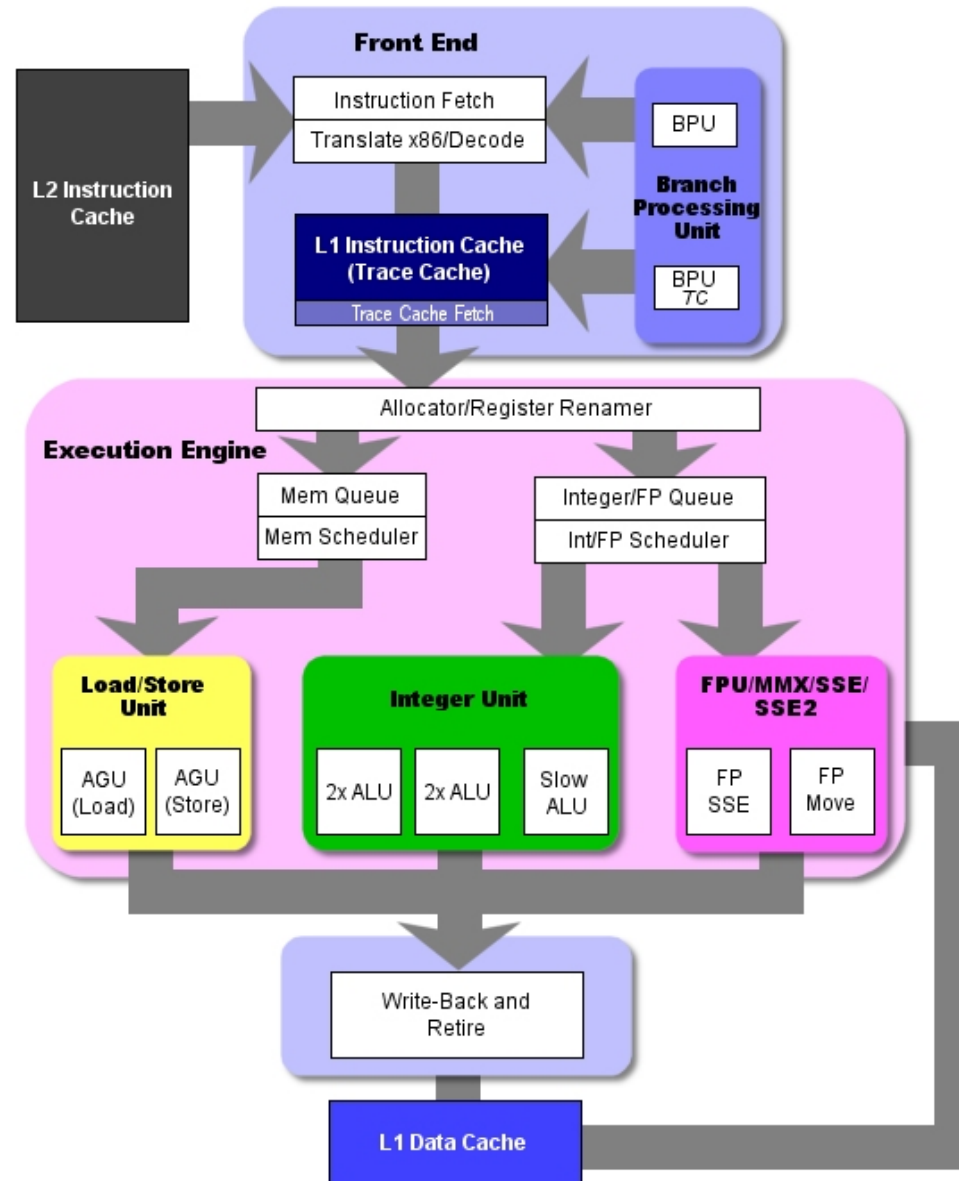 Front End
Instruction Fetch
Translate x86/Decode
L2 Instruction
Cache
BPU
Branch
Processing
Unit
BPU
TC
L1 Instruction Cache
(Trace Cache)
Trace Cache Fetch
Allocator/Register Renamer
Execution Engine
Mem Queue
Mem Scheduler
Integer/FP Queue
Int/FP Scheduler
Load/Store
Unit
AGU
(Load)
AGU
(Store)
Integer Unit
2x ALU
2x ALU
Slow
ALU
FPU/MMX/SSE/
SSE2
FP
SSE
FP
Move
Write-Back and
Retire
L1 Data Cache